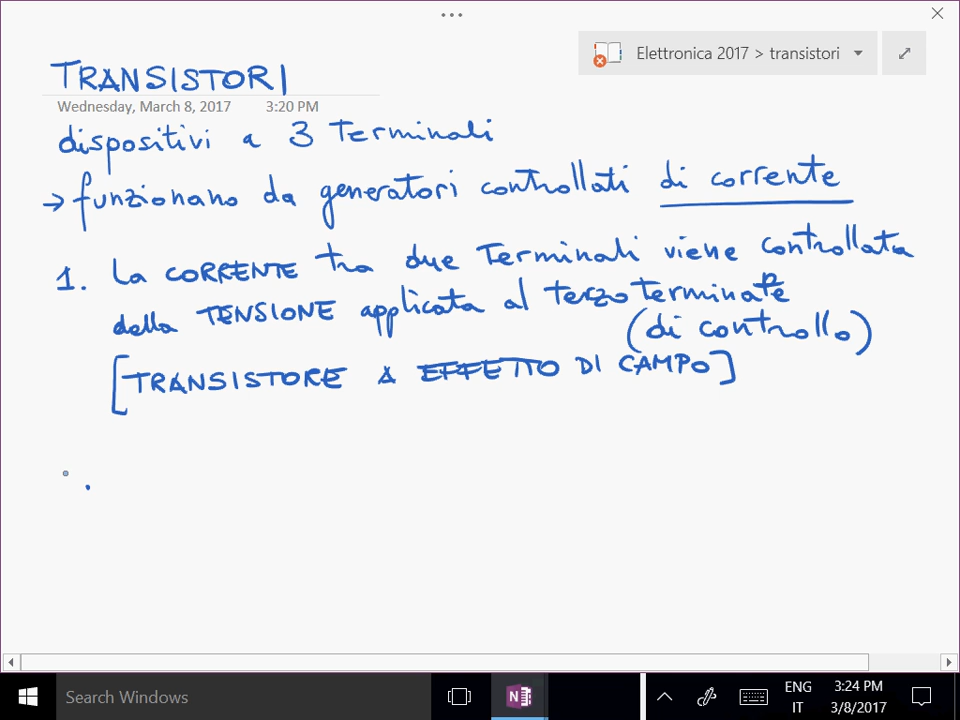 Elettronica 2017 > transistori
TRANSISTORI
Wednesday, March 8, 2017 3:20 PM
dispositivi a 3 Terminali
→ funzionano da generatori controllati di corrente
1. La CORRENTE tra due Terminali viene controllata
della TENSIONE applicata al terzo terminale
(di controllo)
[TRANSISTORE A EFFETTO DI CAMPO]
.
Search Windows
ENG
IT
3:24 PM
3/8/2017